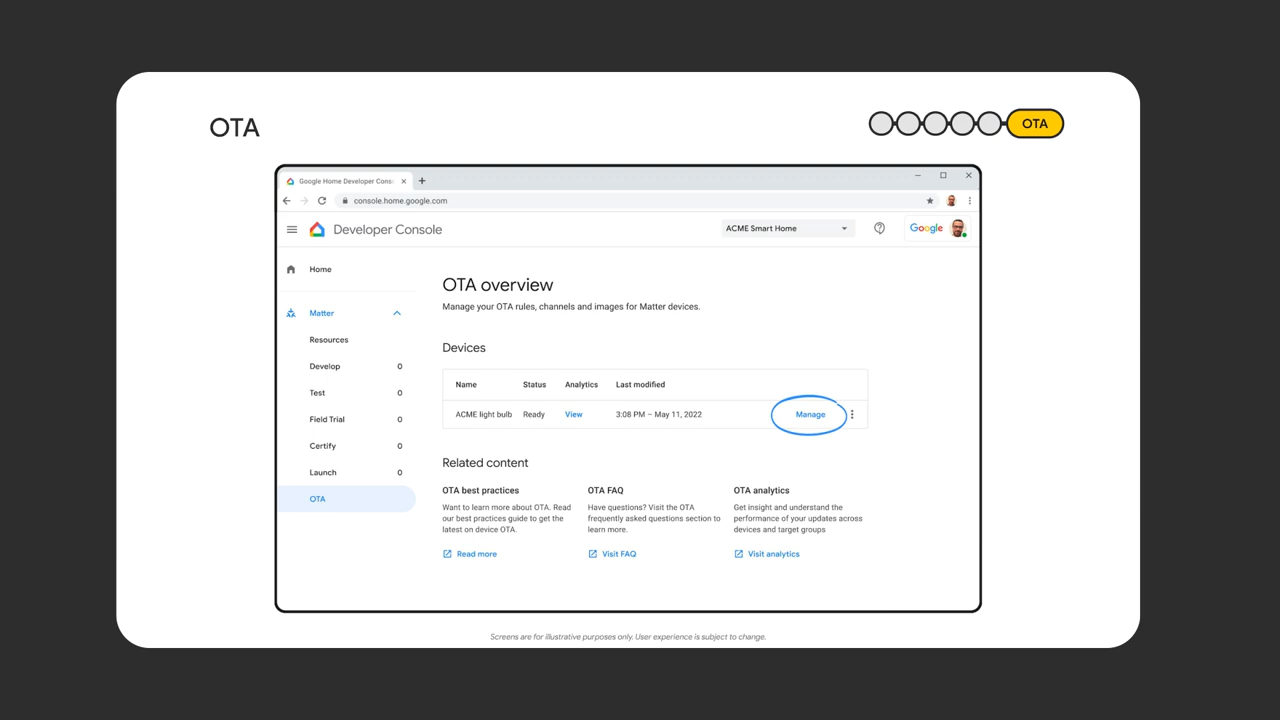 OTA
OTA
Google Home Developer Cons
console.home.google.com
Developer Console
ACME Smart Home
Google
Home
Matter
Resources
Develop 0
Test 0
Field Trial 0
Certify 0
Launch 0
OTA
OTA overview
Manage your OTA rules, channels and images for Matter devices.
Devices
Name Status Analytics Last modified
ACME light bulb Ready View 3:08 PM – May 11, 2022 Manage
Related content
OTA best practices
Want to learn more about OTA. Read
our best practices guide to get the
latest on device OTA.
Read more
OTA FAQ
Have questions? Visit the OTA
frequently asked questions section to
learn more.
Visit FAQ
OTA analytics
Get insight and understand the
performance of your updates across
devices and target groups
Visit analytics
Screens are for illustrative purposes only. User experience is subject to change.